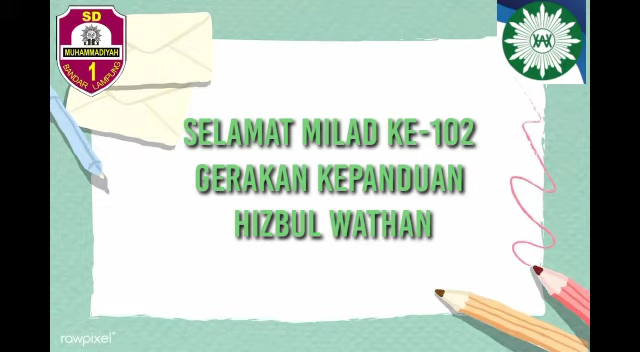 SD
MUHAMMADIYAH
1
BANDAR LAMPUNG
SELAMAT MILAD KE-102
GERAKAN KEPANDUAN
HIZBUL WATHAN
rawpixel